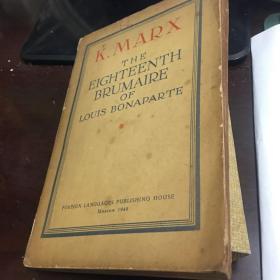 K. MARX
THE
EIGHTEENTH
BRUMAIRE
OF
LOUIS BONAPARTE
FOREIGN LANGUAGES PUBLISHING HOUSE
Moscow 1948